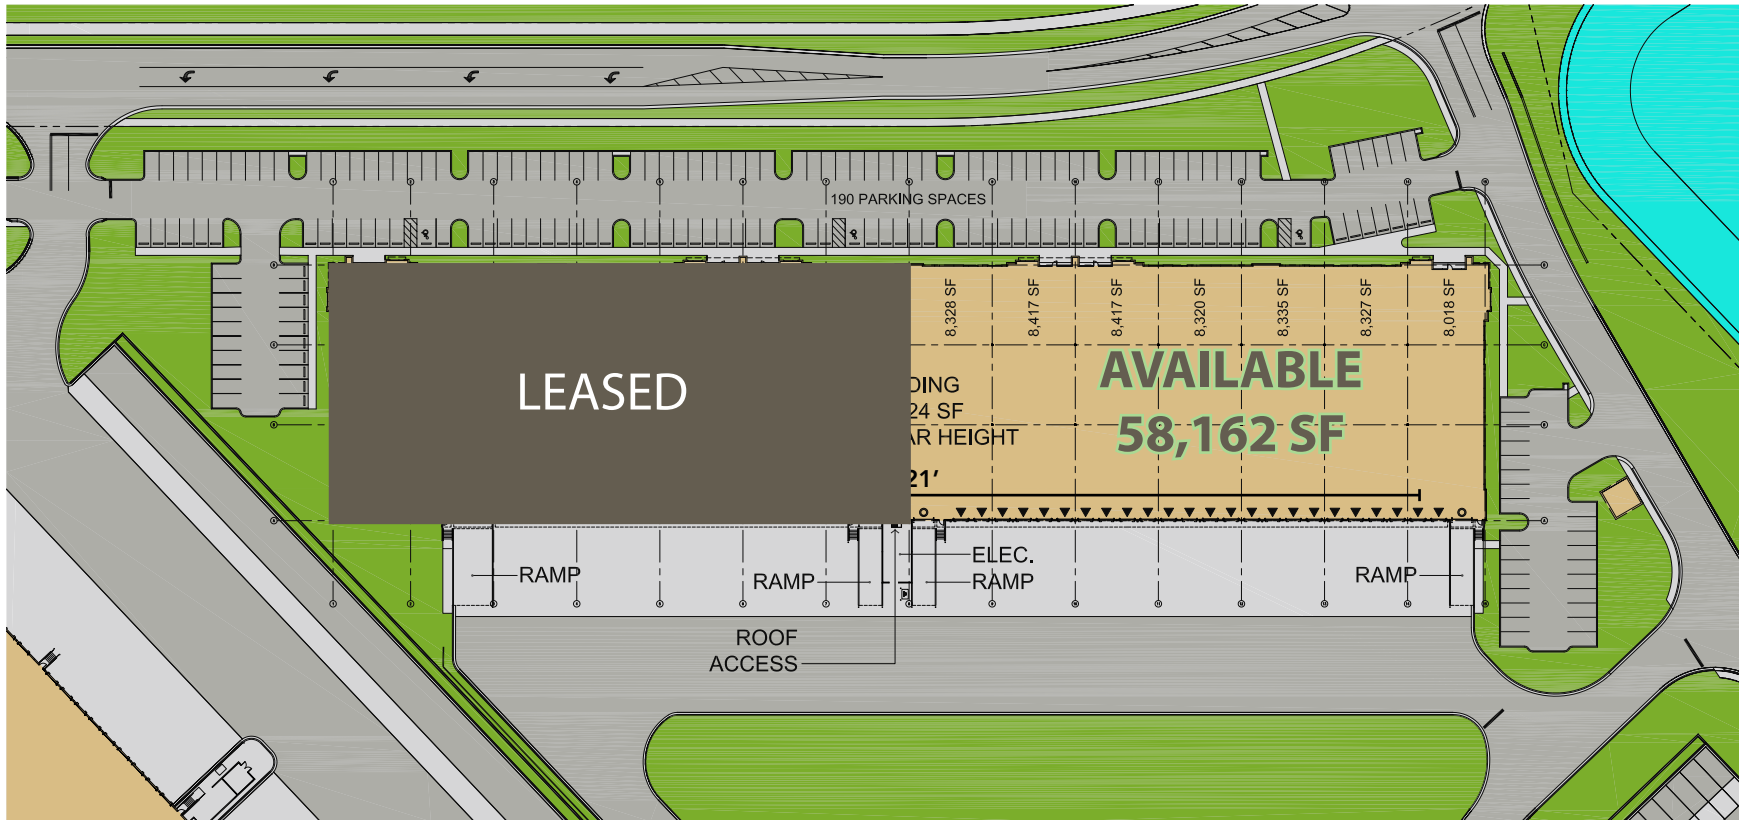 190 PARKING SPACES
8,328 SF
8,417 SF
8,417 SF
8,320 SF
8,335 SF
8,327 SF
8,018 SF
LEASED
AVAILABLE
58,162 SF
DING
24 SF
AR HEIGHT
21'
ELEC.
RAMP
RAMP
RAMP
RAMP
ROOF
ACCESS